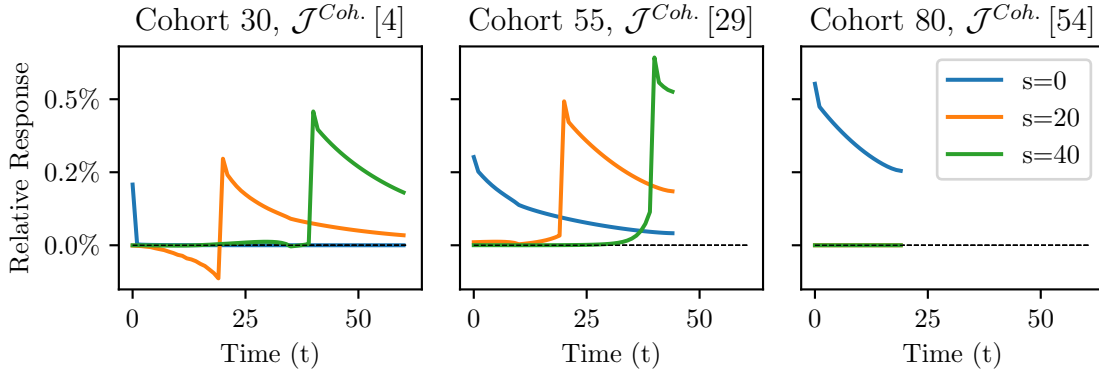 Cohort 30, 𝒥^{Coh.} [4]
Cohort 55, 𝒥^{Coh.} [29]
Cohort 80, 𝒥^{Coh.} [54]
Relative Response
0.5%
0.2%
0.0%
s=0
s=20
s=40
0 25 50
0 25 50
0 25 50
Time (t)
Time (t)
Time (t)